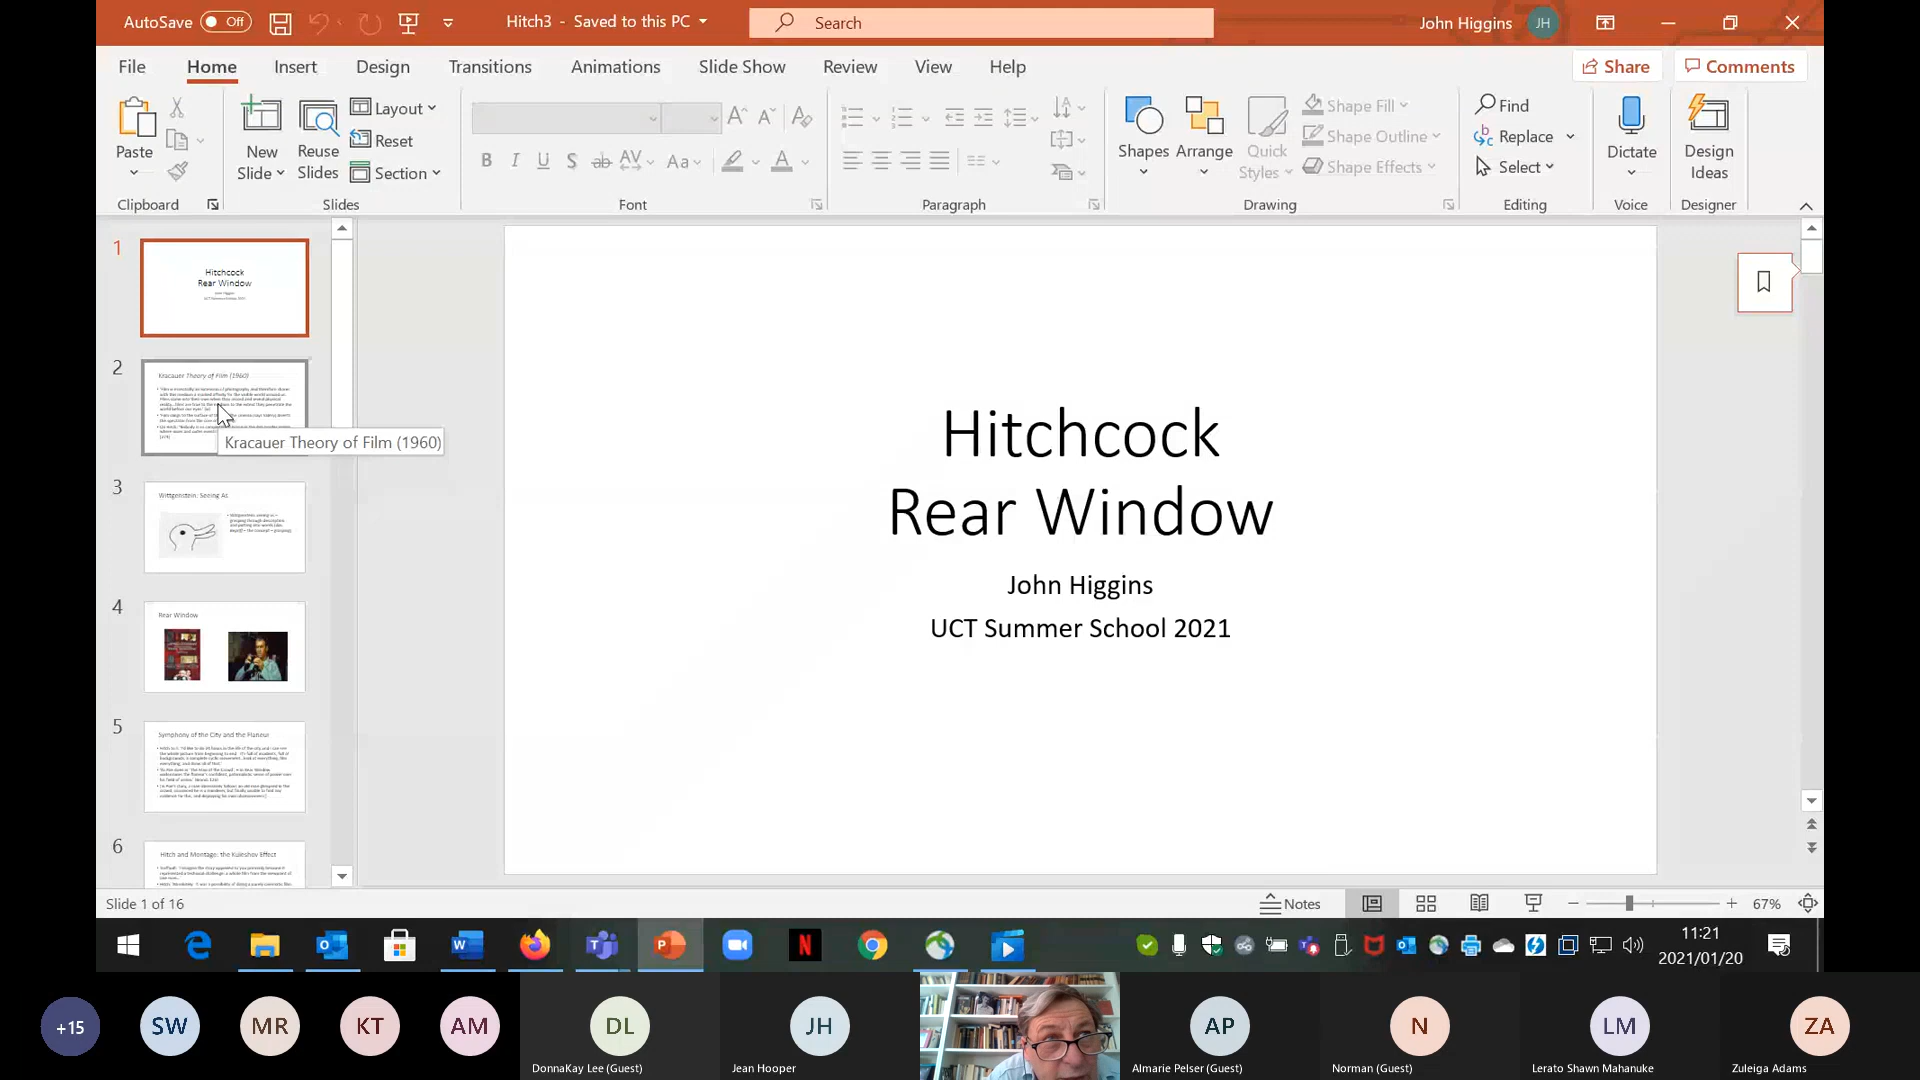 AutoSave Off
Hitch3 - Saved to this PC
Search
John Higgins
JH
File Home Insert Design Transitions Animations Slide Show Review View Help
Share
Comments
Paste
Clipboard
New Slide
Reuse Slides
Layout
Reset
Section
Slides
Font
Paragraph
Shapes
Arrange
Quick Styles
Shape Fill
Shape Outline
Shape Effects
Drawing
Find
Replace
Select
Editing
Dictate
Voice
Design Ideas
Designer
1
Hitchcock
Rear Window
2
Kracauer Theory of Film (1960)
Kracauer Theory of Film (1960)
3
Wittgenstein: Seeing As
4
Rear Window
5
Symphony of the City and the Flaneur
6
Hitch and Montage: the Kuleshov Effect
Hitchcock
Rear Window
John Higgins
UCT Summer School 2021
Slide 1 of 16
Notes
67%
11:21
2021/01/20
+15
SW
MR
KT
AM
DL
DonnaKay Lee (Guest)
JH
Jean Hooper
AP
Almarie Pelser (Guest)
N
Norman (Guest)
LM
Lerato Shawn Mahanuke
ZA
Zuleiga Adams